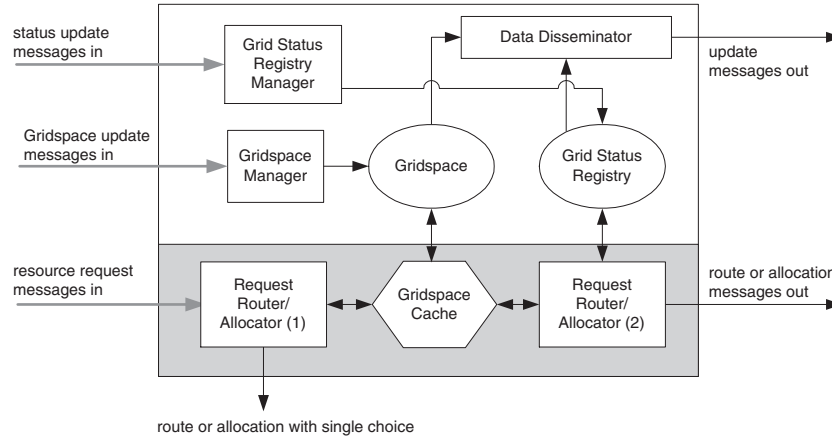 status update
messages in
Grid Status
Registry
Manager
Data Disseminator
update
messages out
Gridspace update
messages in
Gridspace
Manager
Gridspace
Grid Status
Registry
resource request
messages in
Request
Router/
Allocator (1)
Gridspace
Cache
Request
Router/
Allocator (2)
route or allocation
messages out
route or allocation with single choice